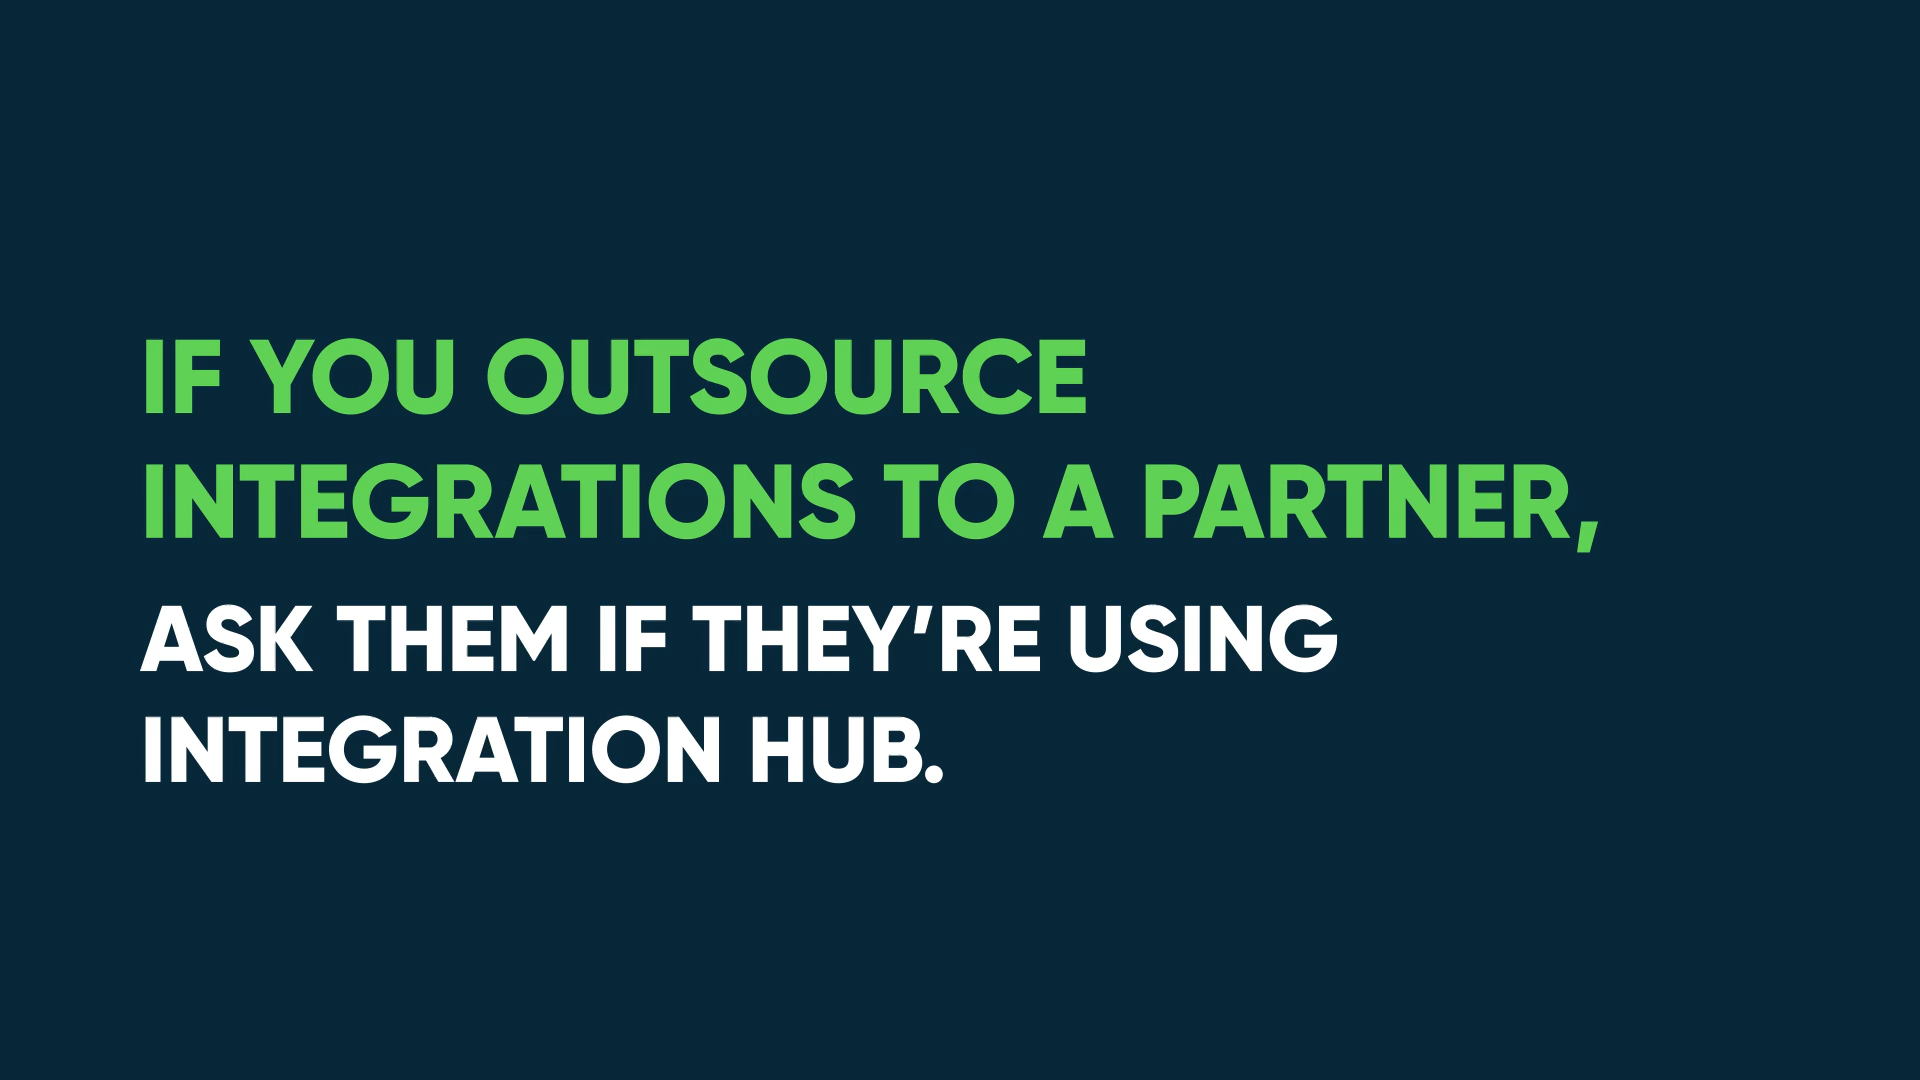 IF YOU OUTSOURCE
INTEGRATIONS TO A PARTNER,
ASK THEM IF THEY’RE USING
INTEGRATION HUB.